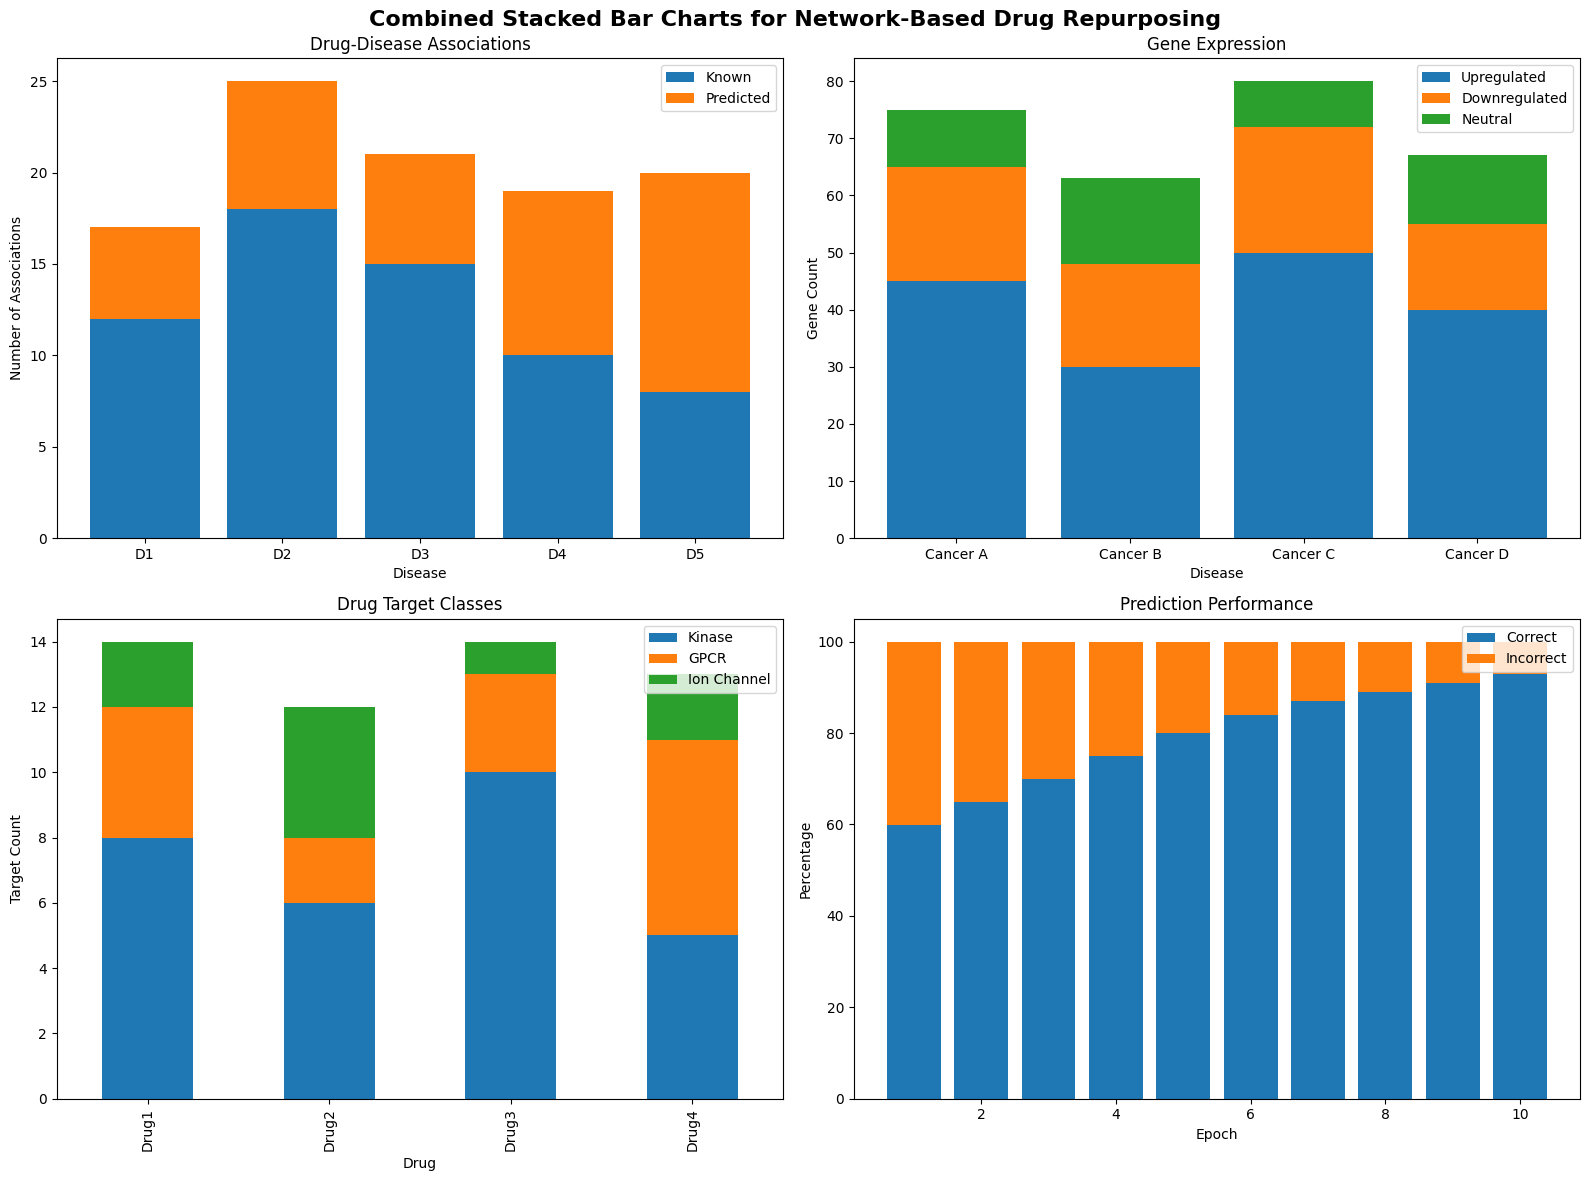 Combined Stacked Bar Charts for Network-Based Drug Repurposing
Drug-Disease Associations
Number of Associations
25
20
15
10
5
0
Known
Predicted
D1 D2 D3 D4 D5
Disease
Gene Expression
Gene Count
80
70
60
50
40
30
20
10
0
Upregulated
Downregulated
Neutral
Cancer A Cancer B Cancer C Cancer D
Disease
Drug Target Classes
Target Count
14
12
10
8
6
4
2
0
Kinase
GPCR
Ion Channel
Drug1 Drug2 Drug3 Drug4
Drug
Prediction Performance
Percentage
100
80
60
40
20
0
Correct
Incorrect
2 4 6 8 10
Epoch